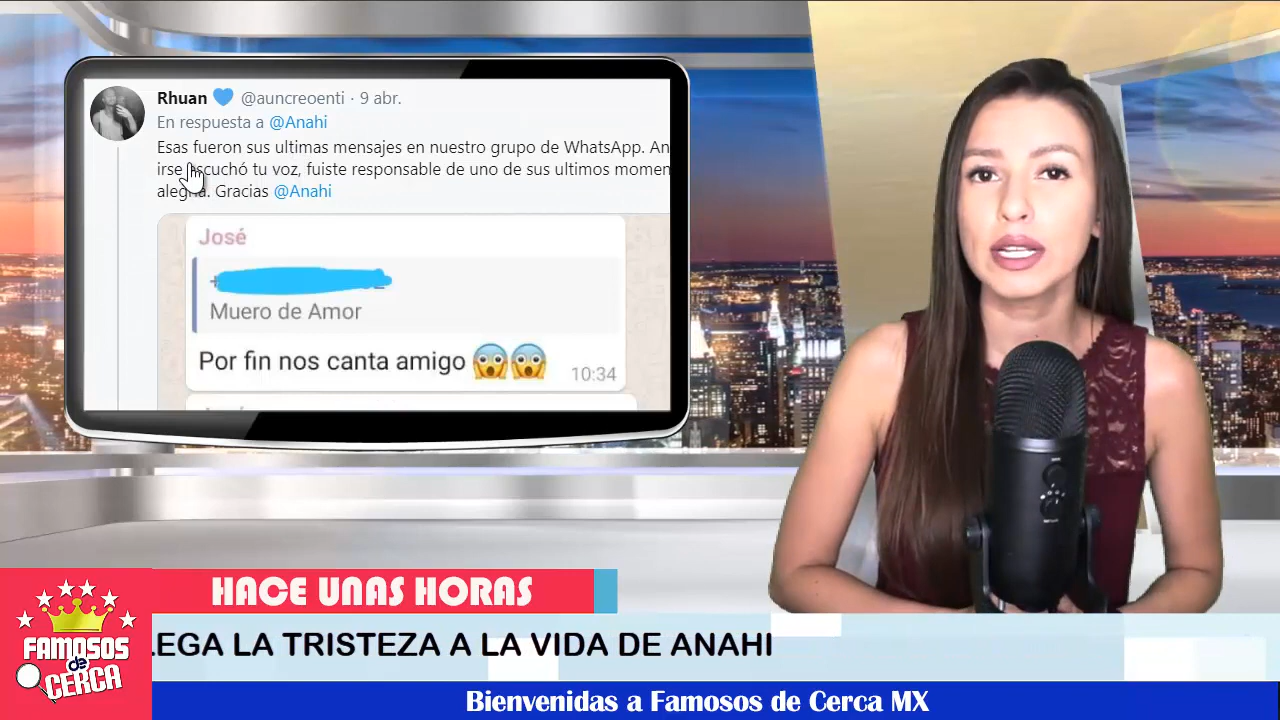 Rhuan 💙 @auncreoenti · 9 abr.
En respuesta a @Anahi
Esas fueron sus ultimas mensajes en nuestro grupo de WhatsApp. An
irse escuchó tu voz, fuiste responsable de uno de sus ultimos momen
alegria. Gracias @Anahi
José
Muero de Amor
Por fin nos canta amigo 😱😱
10:34
HACE UNAS HORAS
LEGA LA TRISTEZA A LA VIDA DE ANAHI
FAMOSOS
de
CERCA
Bienvenidas a Famosos de Cerca MX